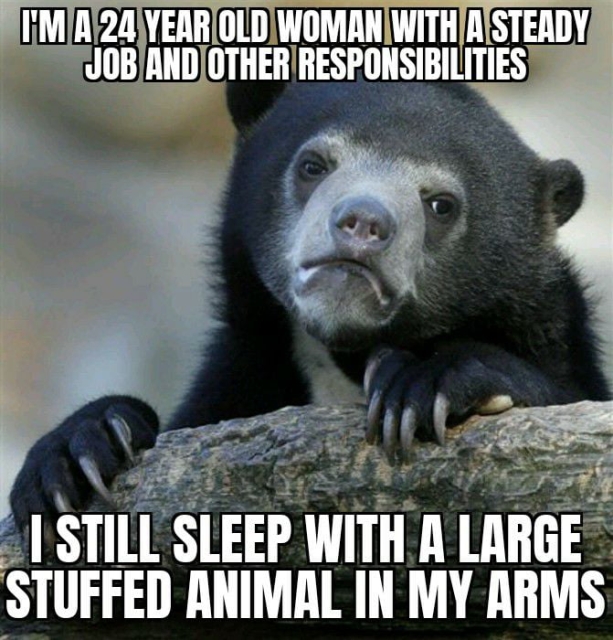 I'M A 24 YEAR OLD WOMAN WITH A STEADY
JOB AND OTHER RESPONSIBILITIES
I STILL SLEEP WITH A LARGE
STUFFED ANIMAL IN MY ARMS